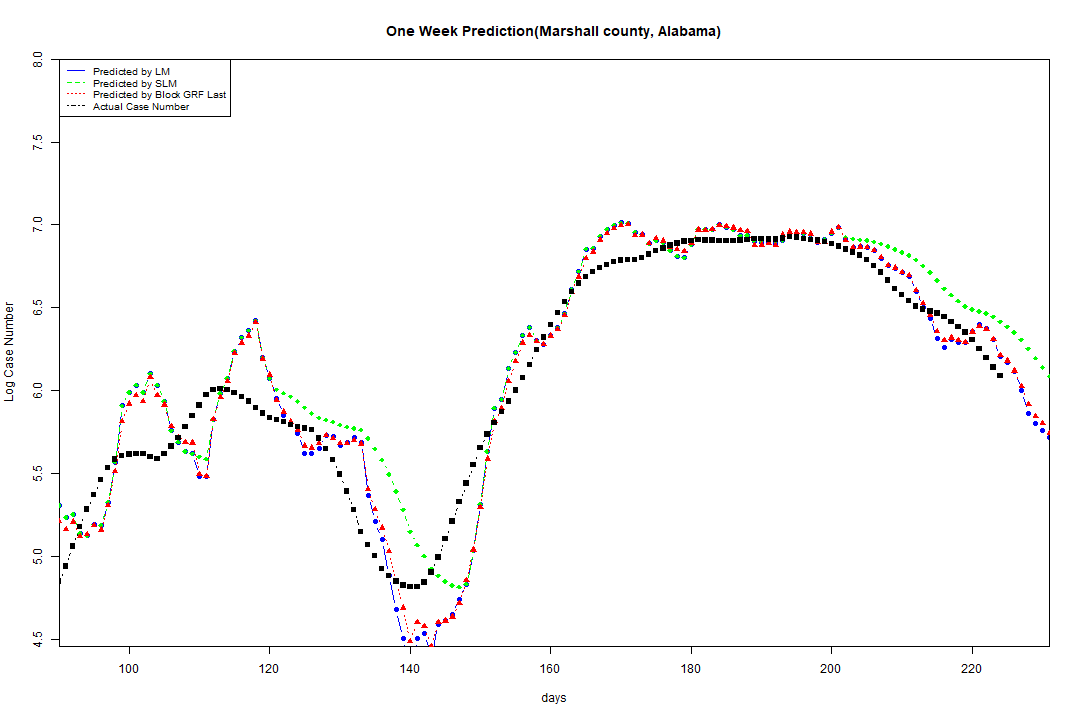 One Week Prediction(Marshall county, Alabama)
8.0
7.5
7.0
6.5
6.0
5.5
5.0
4.5
Log Case Number
Predicted by LM
Predicted by SLM
Predicted by Block GRF Last
Actual Case Number
100
120
140
160
180
200
220
days